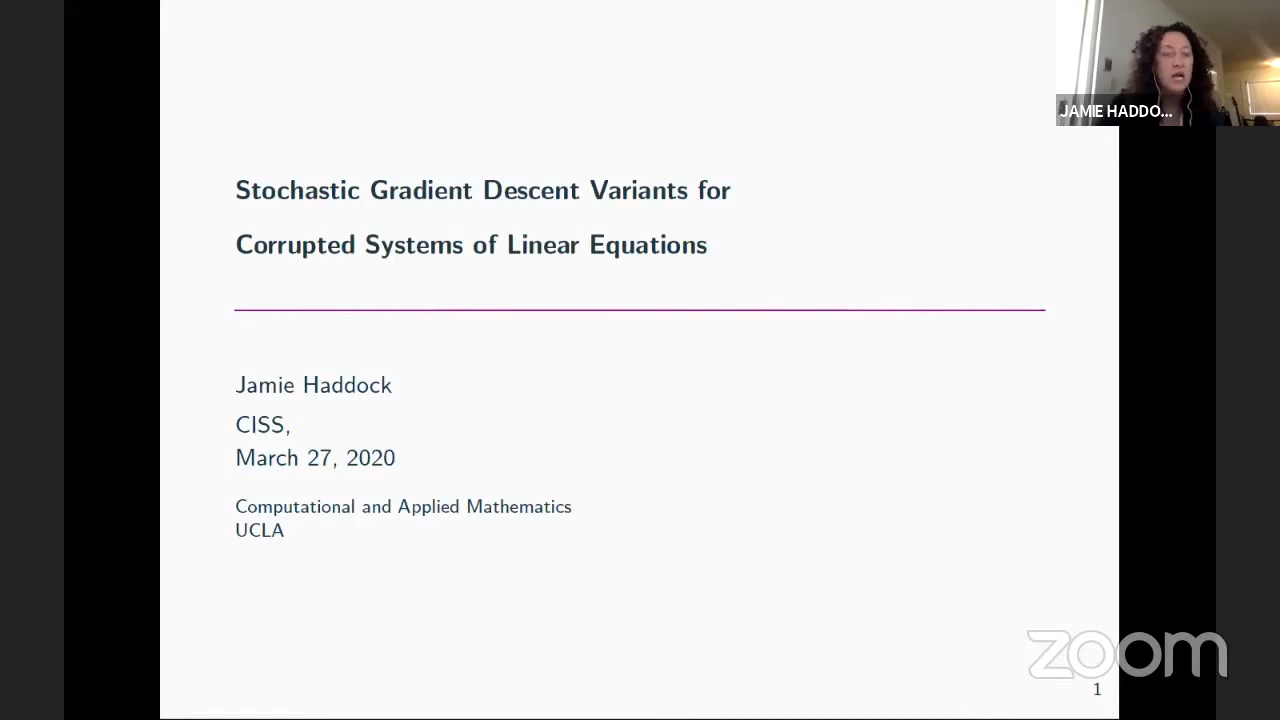 JAMIE HADDO...
Stochastic Gradient Descent Variants for
Corrupted Systems of Linear Equations
Jamie Haddock
CISS,
March 27, 2020
Computational and Applied Mathematics
UCLA
zoom
1